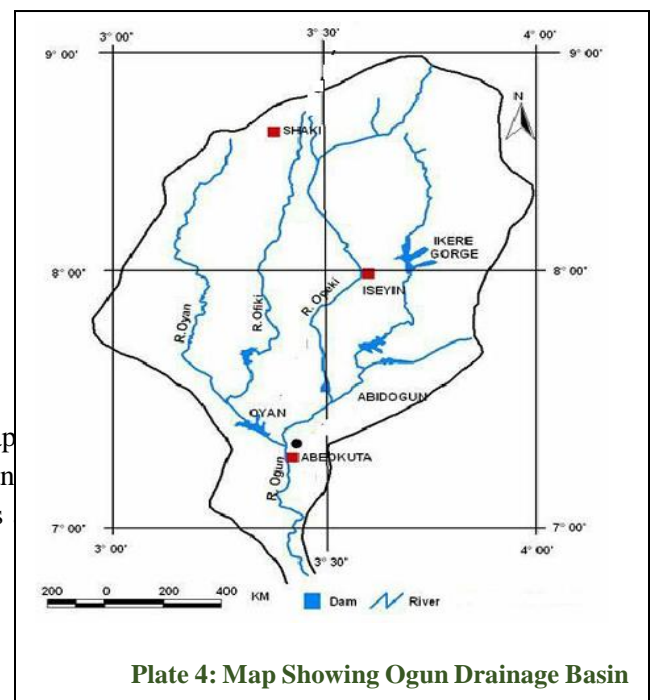 3° 00'
3° 30'
4° 00'
9° 00'
9° 00'
N
SHAKI
IKERE
GORGE
8° 00'
8° 00'
ISEYIN
R.Oyan
R.Ofiki
R. Opeki
ABIDOGUN
OYAN
ABEOKUTA
R. Ogun
7° 00'
7° 00'
3° 00'
3° 30'
4° 00'
200 0 200 400 KM Dam River
Plate 4: Map Showing Ogun Drainage Basin